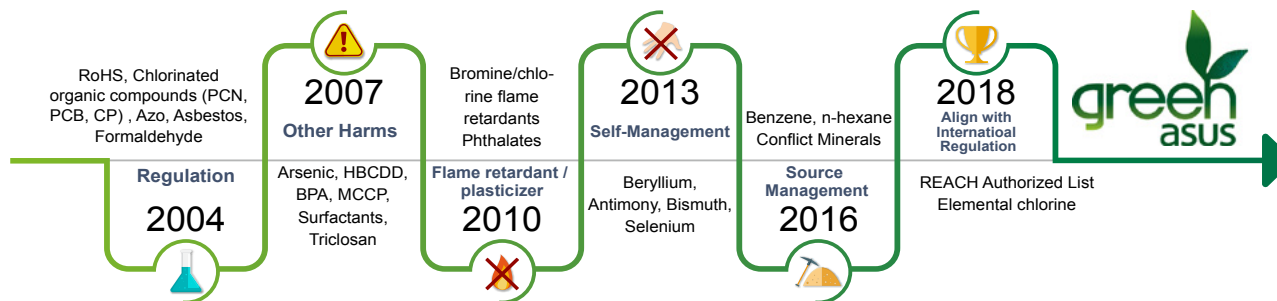 RoHS, Chlorinated
organic compounds (PCN,
PCB, CP) , Azo, Asbestos,
Formaldehyde
Regulation
2004
2007
Other Harms
Arsenic, HBCDD,
BPA, MCCP,
Surfactants,
Triclosan
Bromine/chlo-
rine flame
retardants
Phthalates
Flame retardant /
plasticizer
2010
2013
Self-Management
Beryllium,
Antimony, Bismuth,
Selenium
Benzene, n-hexane
Conflict Minerals
Source
Management
2016
2018
Align with
Internatioal
Regulation
REACH Authorized List
Elemental chlorine
green
asus